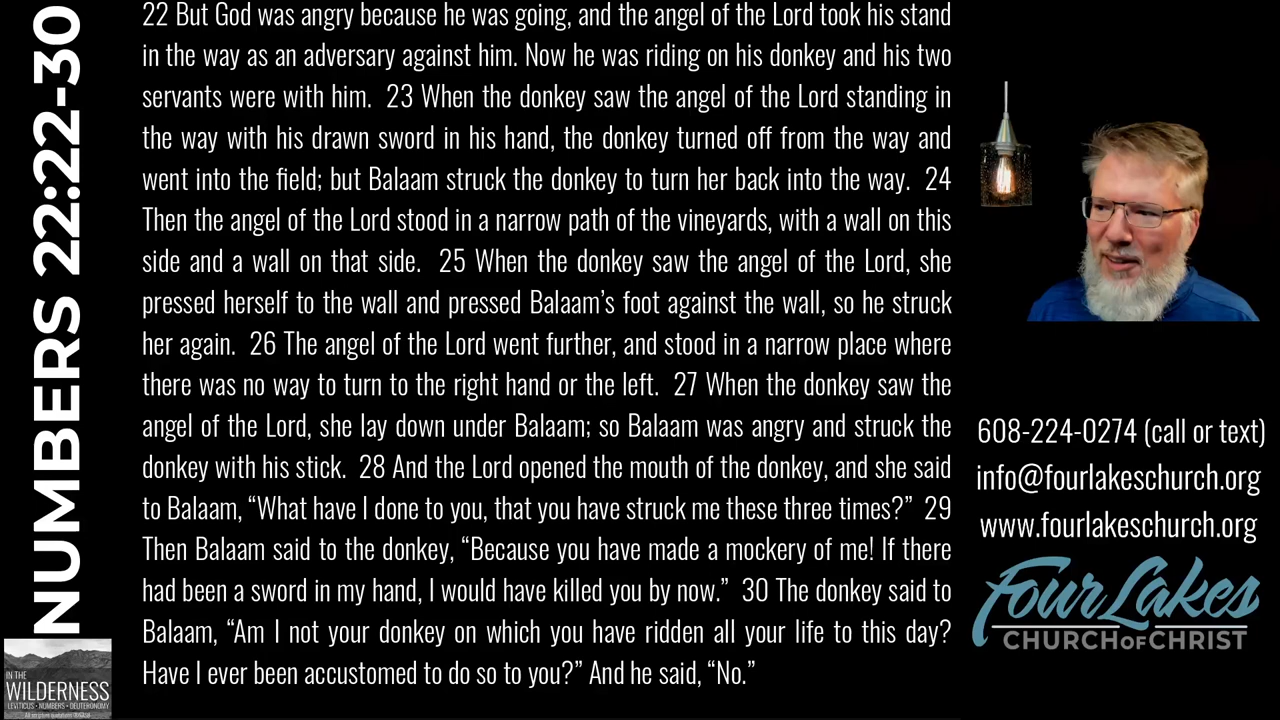 NUMBERS 22:22-30
22 But God was angry because he was going, and the angel of the Lord took his stand
in the way as an adversary against him. Now he was riding on his donkey and his two
servants were with him. 23 When the donkey saw the angel of the Lord standing in
the way with his drawn sword in his hand, the donkey turned off from the way and
went into the field; but Balaam struck the donkey to turn her back into the way. 24
Then the angel of the Lord stood in a narrow path of the vineyards, with a wall on this
side and a wall on that side. 25 When the donkey saw the angel of the Lord, she
pressed herself to the wall and pressed Balaam’s foot against the wall, so he struck
her again. 26 The angel of the Lord went further, and stood in a narrow place where
there was no way to turn to the right hand or the left. 27 When the donkey saw the
angel of the Lord, she lay down under Balaam; so Balaam was angry and struck the
donkey with his stick. 28 And the Lord opened the mouth of the donkey, and she said
to Balaam, “What have I done to you, that you have struck me these three times?” 29
Then Balaam said to the donkey, “Because you have made a mockery of me! If there
had been a sword in my hand, I would have killed you by now.” 30 The donkey said to
Balaam, “Am I not your donkey on which you have ridden all your life to this day?
Have I ever been accustomed to do so to you?” And he said, “No.”
608-224-0274 (call or text)
info@fourlakeschurch.org
www.fourlakeschurch.org
Four Lakes
CHURCH OF CHRIST
IN THE
WILDERNESS
LEVITICUS • NUMBERS • DEUTERONOMY